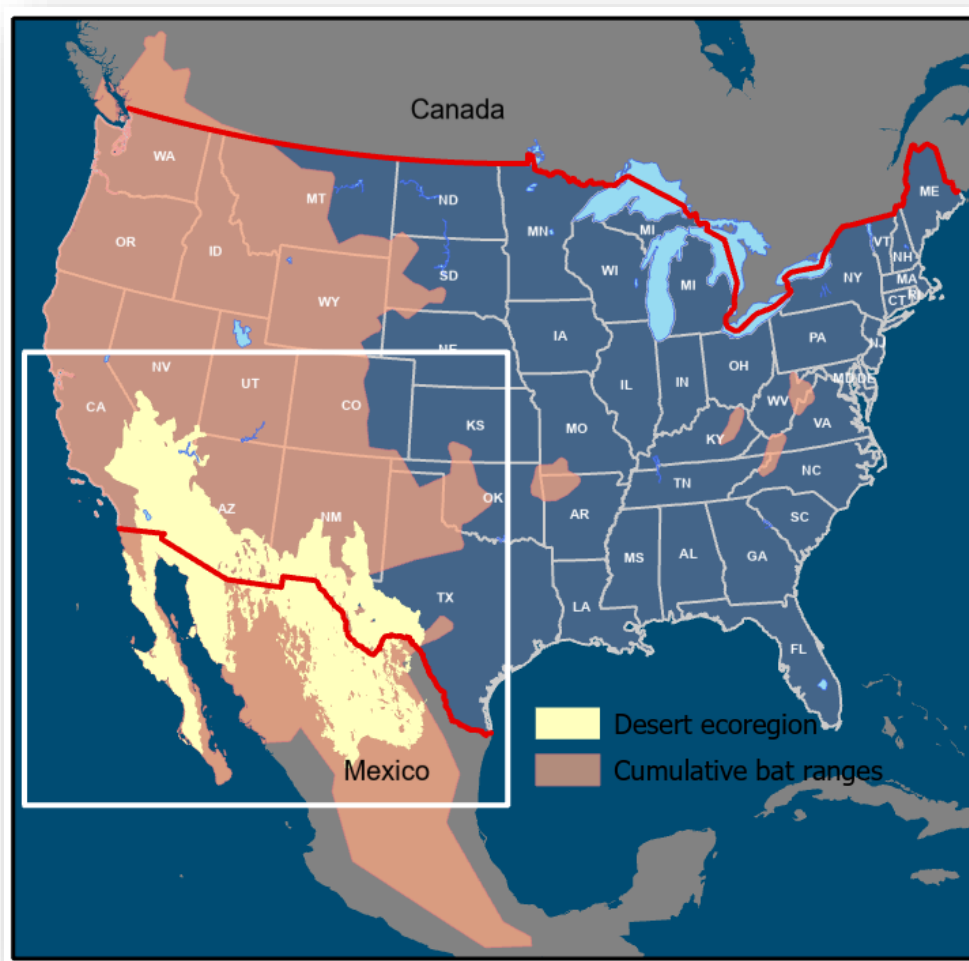 Canada
WA
MT
ND
ME
OR
ID
MN
MI
VT
SD
NH
WI
NY
WY
MI
MA
CT
IA
PA
NV
OH
NJ
UT
IL
IN
MD
DE
CA
CO
WV
KS
MO
KY
VA
NC
OK
TN
AZ
NM
AR
SC
MS
AL
GA
TX
LA
FL
Desert ecoregion
Mexico
Cumulative bat ranges